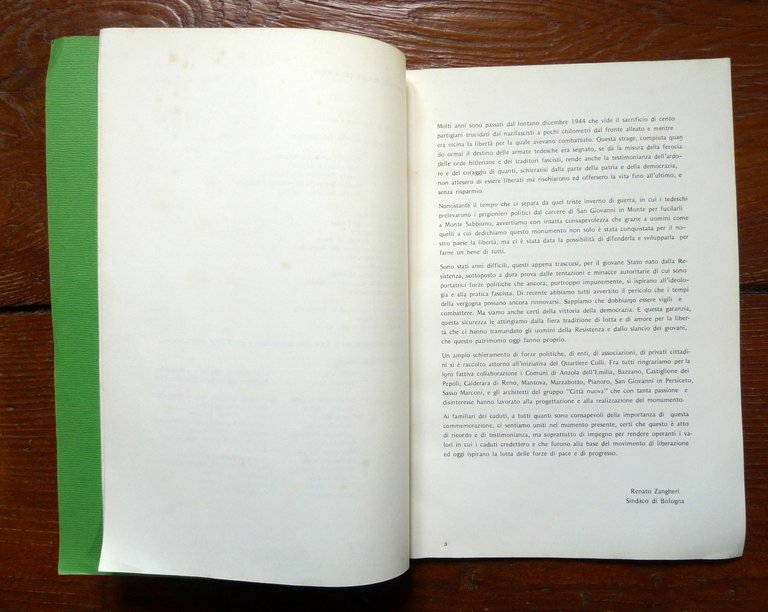 Molti anni sono passati dal lontano dicembre 1944 che vide il sacrificio di cento
partigiani trucidati dai nazifascisti a pochi chilometri dal fronte alleato e mentre
era vicina la libertà per la quale avevano combattuto. Questa strage, compiuta quan
do ormai il destino delle armate tedesche era segnato, se dà la misura della ferocia
delle orde hitleriane e dei traditori fascisti, rende anche la testimonianza dell'ardo-
re e del coraggio di quanti, schieratisi dalla parte della patria e della democrazia,
non attesero di essere liberati ma rischiarono ed offersero la vita fino all'ultimo, e
senza risparmio.
Nonostante il tempo che ci separa da quel triste inverno di guerra, in cui i tedeschi
prelevarono i prigionieri politici dal carcere di San Giovanni in Monte per fucilarli
a Monte Sabbiuno, avvertiamo con intatta consapevolezza che grazie a uomini come
quelli a cui dedichiamo questo monumento non solo è stata conquistata per il no-
stro paese la libertà, ma ci è stata data la possibilità di difenderla e svilupparla per
farne un bene di tutti.
Sono stati anni difficili, questi appena trascorsi, per il giovane Stato nato dalla Re-
sistenza, sottoposto a dura prova dalle tentazioni e minacce autoritarie di cui sono
portatrici forze politiche che ancora, purtroppo impunemente, si ispirano all'ideolo-
gia e alla pratica fascista. Di recente abbiamo tutti avvertito il pericolo che i tempi
della vergogna possano ancora rinnovarsi. Sappiamo che dobbiamo essere vigili e
combattere. Ma siamo anche certi della vittoria della democrazia. E questa garanzia,
questa sicurezza le attingiamo dalla fiera tradizione di lotta e di amore per la liber-
tà che ci hanno tramandato gli uomini della Resistenza e dallo slancio dei giovani,
che questo patrimonio oggi fanno proprio.
Un ampio schieramento di forze politiche, di enti, di associazioni, di privati cittadi-
ni si è raccolto attorno all'iniziativa del Quartiere Colli. Fra tutti ringraziamo per la
loro fattiva collaborazione i Comuni di Anzola dell'Emilia, Bazzano, Castiglione dei
Pepoli, Calderara di Reno, Mantova, Marzabotto, Pianoro, San Giovanni in Persiceto,
Sasso Marconi, e gli architetti del gruppo "Città nuova" che con tanta passione e
disinteresse hanno lavorato alla progettazione e alla realizzazione del monumento.
Ai familiari dei caduti, a tutti quanti sono consapevoli della importanza di questa
commemorazione, ci sentiamo uniti nel momento presente, certi che questo è atto
di ricordo e di testimonianza, ma soprattutto di impegno per rendere operanti i va-
lori in cui i caduti credettero e che furono alla base del movimento di liberazione
ed oggi ispirano la lotta delle forze di pace e di progresso.
Renato Zangheri
Sindaco di Bologna
3